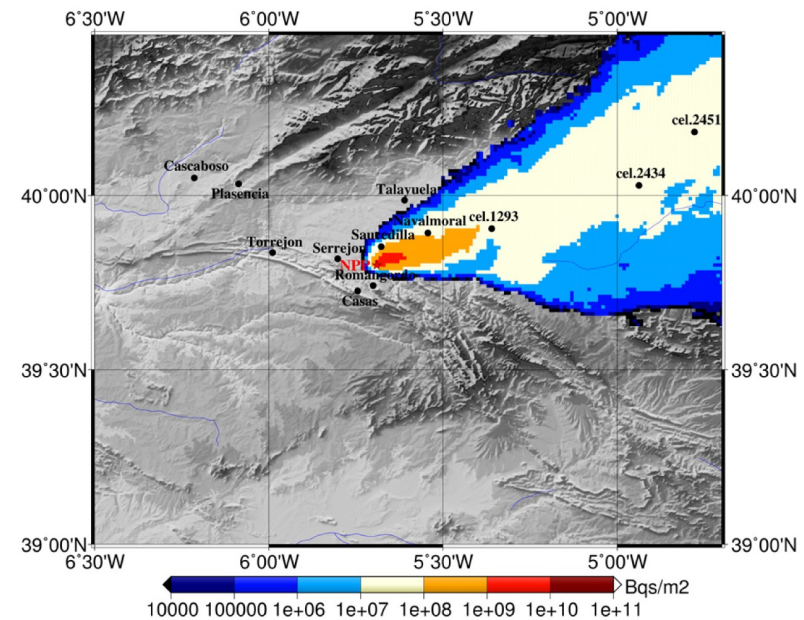 6˚30'W 6˚00'W 5˚30'W 5˚00'W
cel.2451
Cascaboso
cel.2434
Plasencia
40˚00'N 40˚00'N
Talayuela
Navalmoral cel.1293
Saucedilla
Torrejon
Serrejon
NPP
Romangordo
Casas
39˚30'N 39˚30'N
39˚00'N 39˚00'N
6˚30'W 6˚00'W 5˚30'W 5˚00'W
Bqs/m2
10000 100000 1e+06 1e+07 1e+08 1e+09 1e+10 1e+11